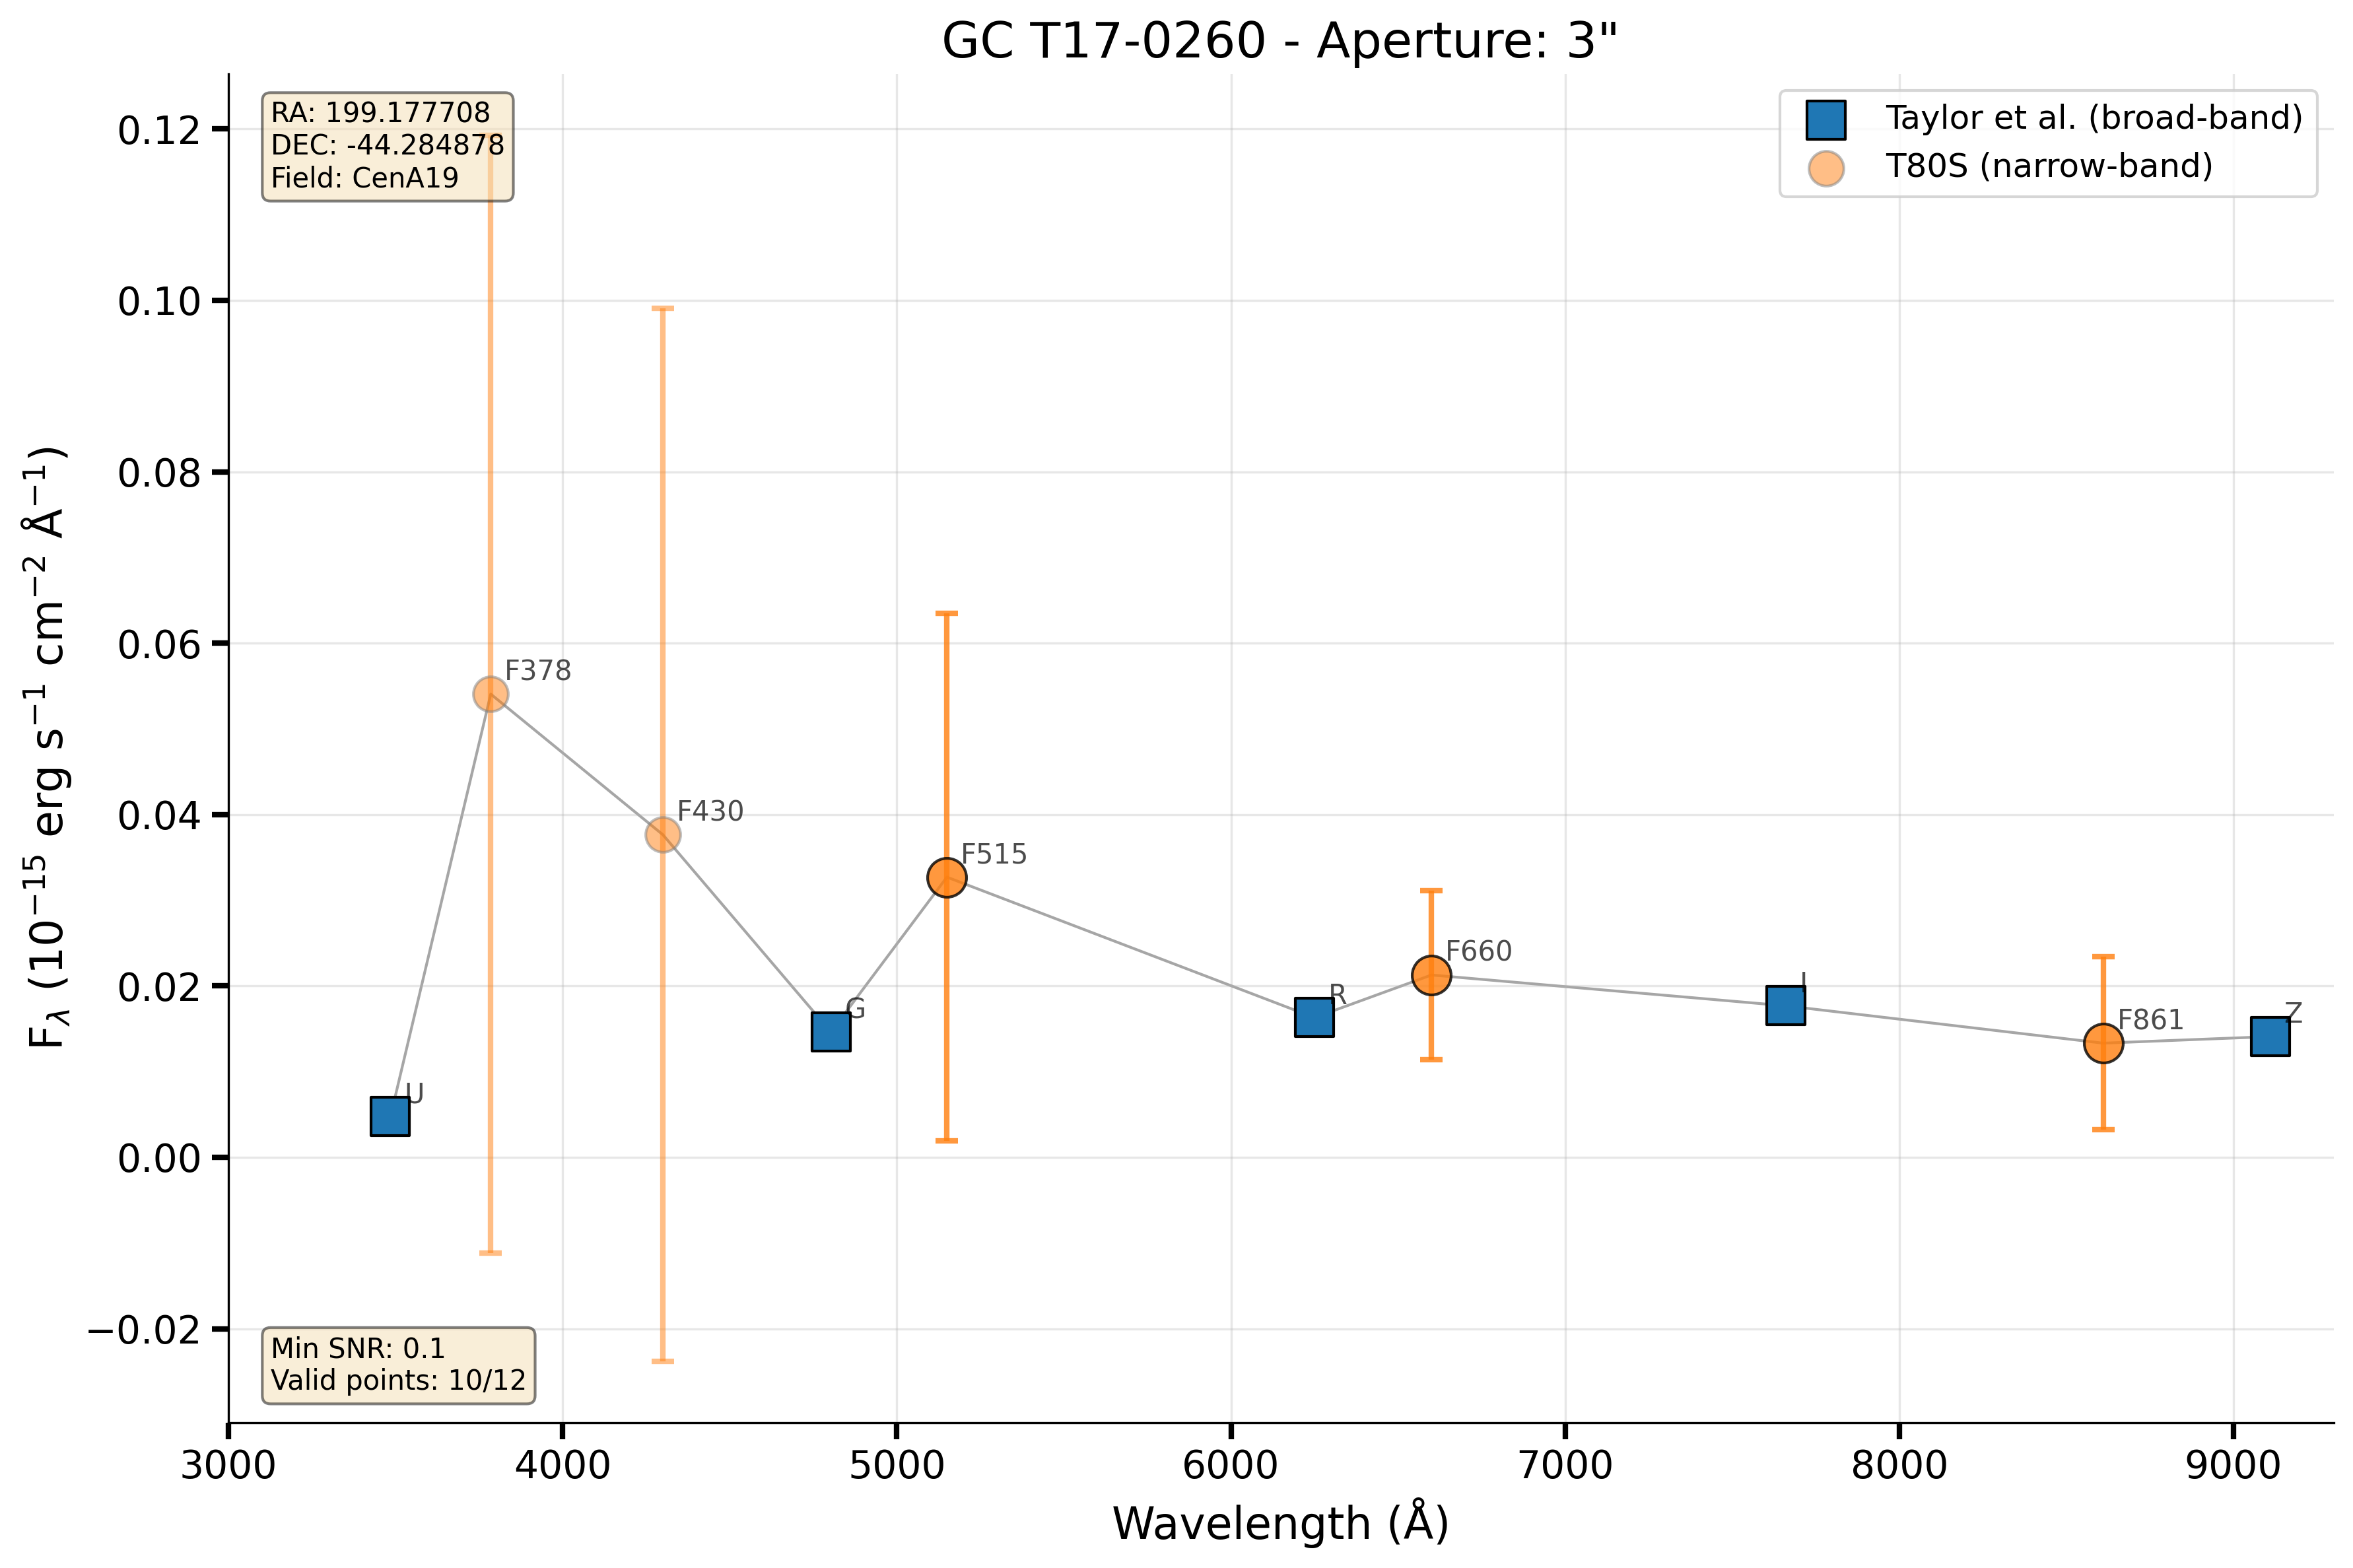 GC T17-0260 - Aperture: 3"
RA: 199.177708
DEC: -44.284878
Field: CenA19
Taylor et al. (broad-band)
T80S (narrow-band)
0.12
0.10
0.08
0.06
0.04
0.02
0.00
−0.02
F_λ (10⁻¹⁵ erg s⁻¹ cm⁻² Å⁻¹)
U
F378
F430
G
F515
R
F660
I
F861
Z
Min SNR: 0.1
Valid points: 10/12
3000 4000 5000 6000 7000 8000 9000
Wavelength (Å)